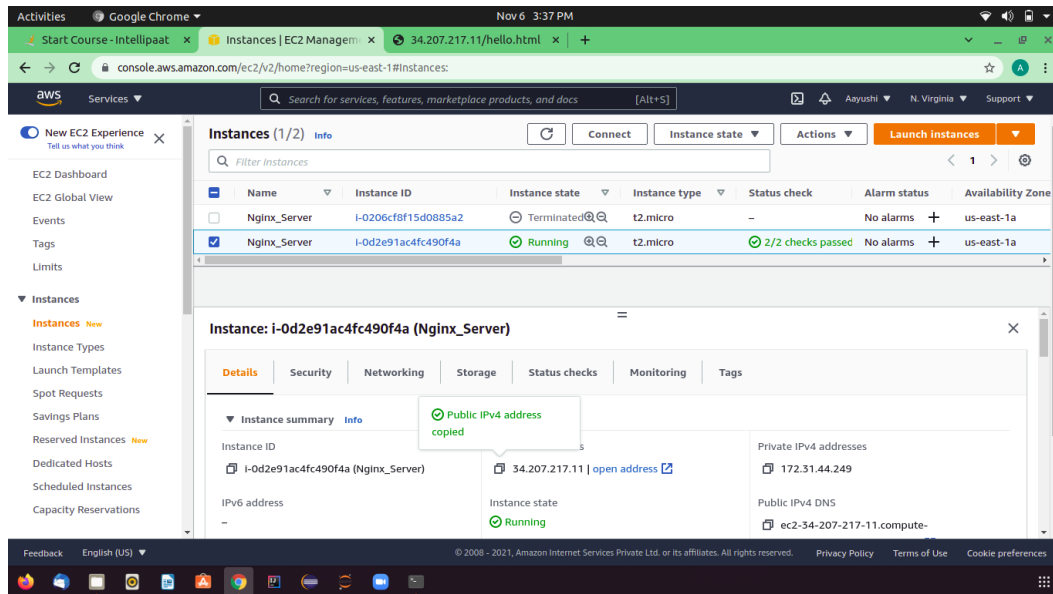 Activities Google Chrome ▾ Nov 6 3:37 PM
Start Course - Intellipaat × Instances | EC2 Managem × 34.207.217.11/hello.html × +
console.aws.amazon.com/ec2/v2/home?region=us-east-1#Instances: A
aws Services ▼ Search for services, features, marketplace products, and docs [Alt+S] Aayushi ▼ N. Virginia ▼ Support ▼
New EC2 Experience
Tell us what you think
EC2 Dashboard
EC2 Global View
Events
Tags
Limits
▼ Instances
Instances New
Instance Types
Launch Templates
Spot Requests
Savings Plans
Reserved Instances New
Dedicated Hosts
Scheduled Instances
Capacity Reservations
Instances (1/2) Info Connect Instance state ▼ Actions ▼ Launch instances ▼
Filter instances < 1 >
Name Instance ID Instance state Instance type Status check Alarm status Availability Zone
Nginx_Server i-0206cf8f15d0885a2 Terminated t2.micro – No alarms + us-east-1a
Nginx_Server i-0d2e91ac4fc490f4a Running t2.micro 2/2 checks passed No alarms + us-east-1a
Instance: i-0d2e91ac4fc490f4a (Nginx_Server)
Details Security Networking Storage Status checks Monitoring Tags
▼ Instance summary Info
Public IPv4 address
copied
Instance ID s Private IPv4 addresses
i-0d2e91ac4fc490f4a (Nginx_Server) 34.207.217.11 | open address 172.31.44.249
IPv6 address Instance state Public IPv4 DNS
– Running ec2-34-207-217-11.compute-
Feedback English (US) ▼ © 2008 - 2021, Amazon Internet Services Private Ltd. or its affiliates. All rights reserved. Privacy Policy Terms of Use Cookie preferences